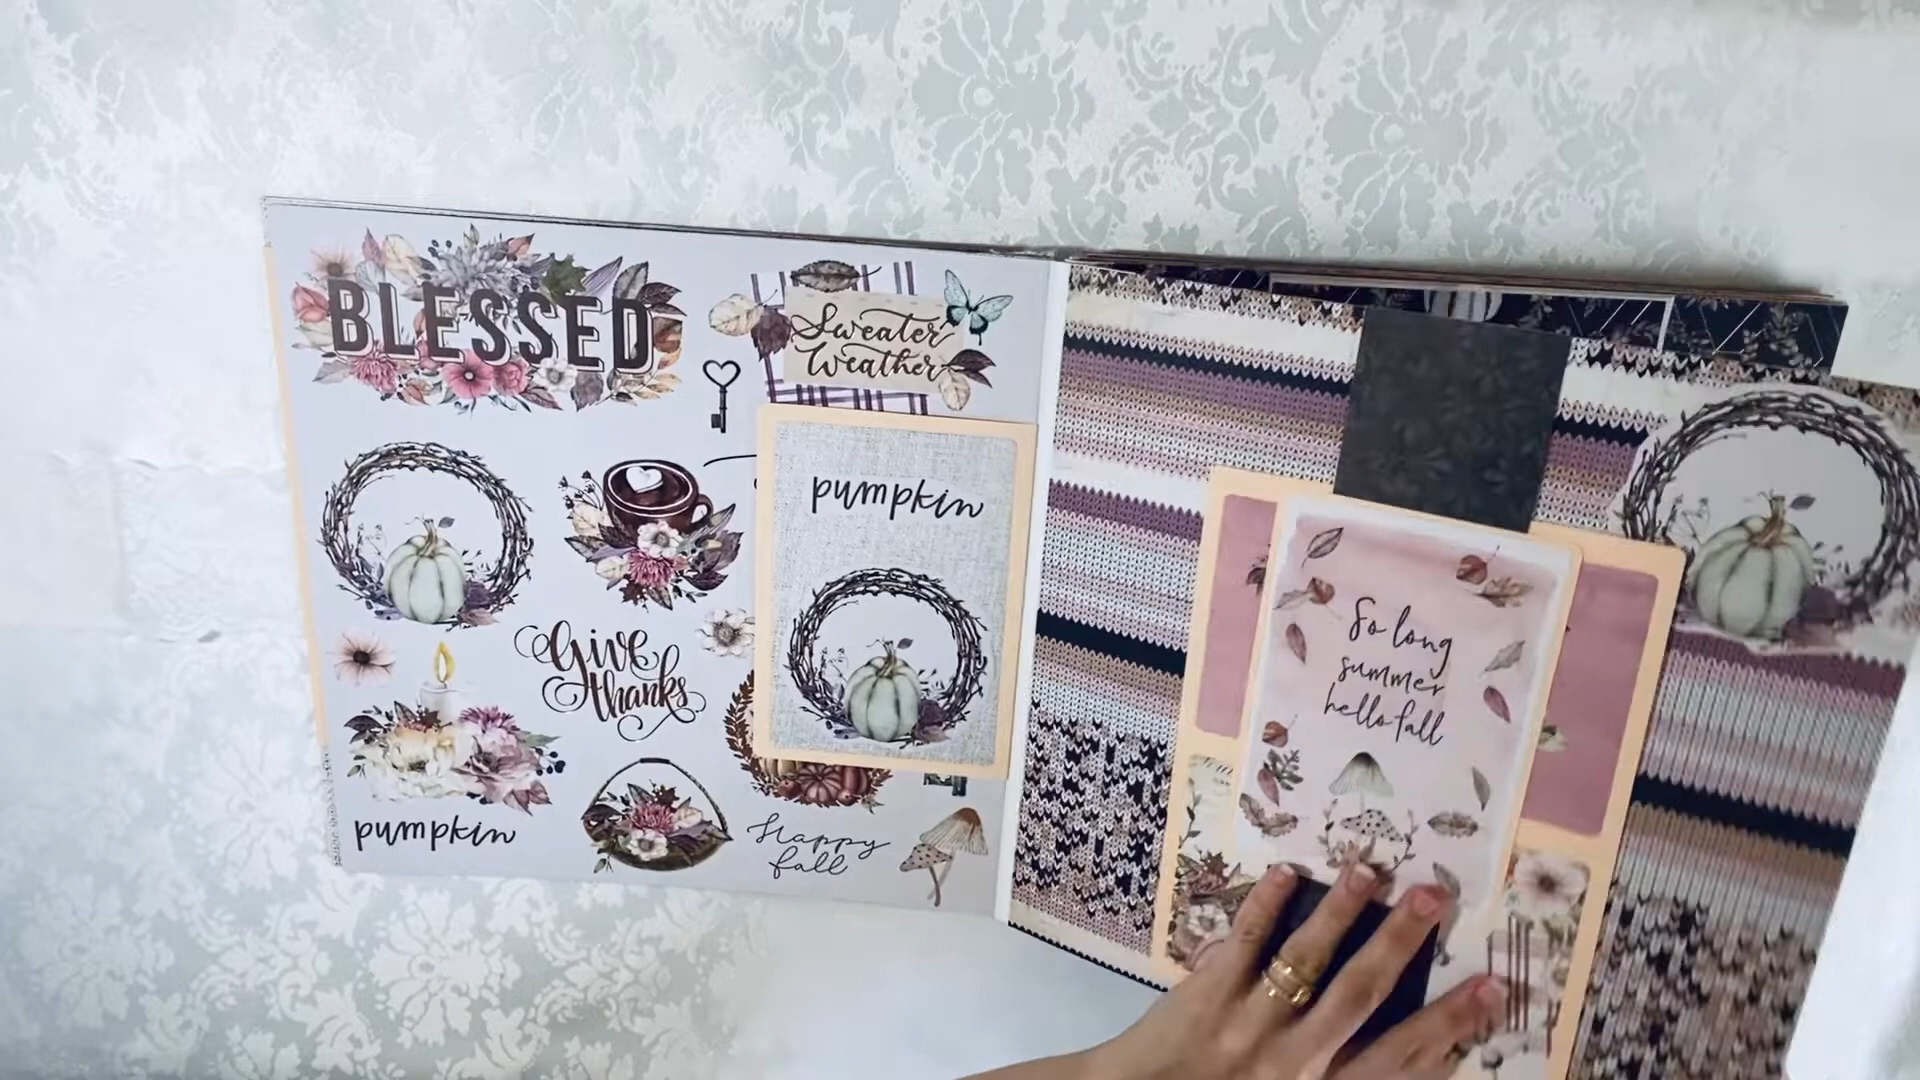 BLESSED
Sweater
Weather
pumpkin
Give
thanks
pumpkin
Happy
fall
So long
summer
hello fall